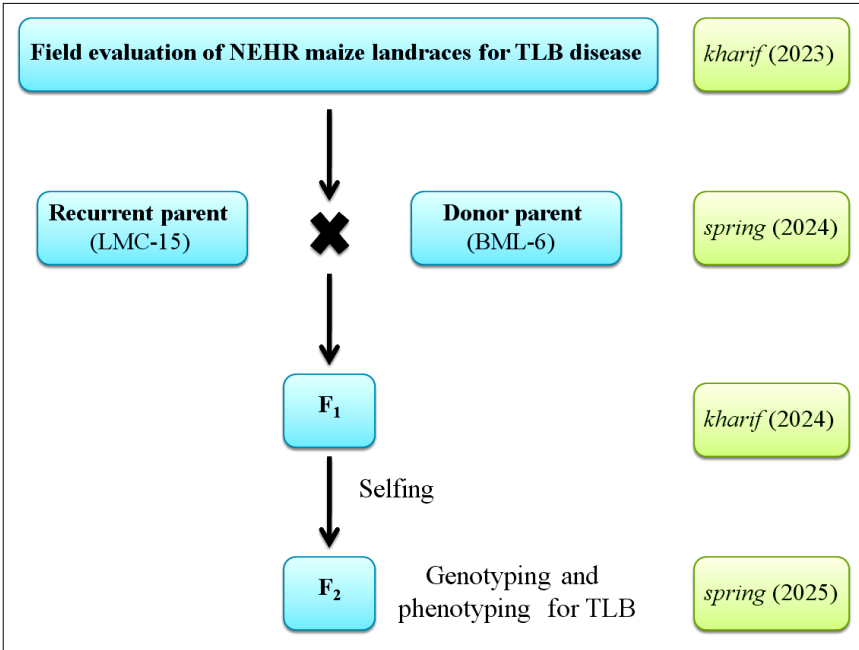 Field evaluation of NEHR maize landraces for TLB disease
kharif (2023)
Recurrent parent
(LMC-15)
Donor parent
(BML-6)
spring (2024)
F₁
kharif (2024)
Selfing
F₂
Genotyping and
phenotyping for TLB
spring (2025)